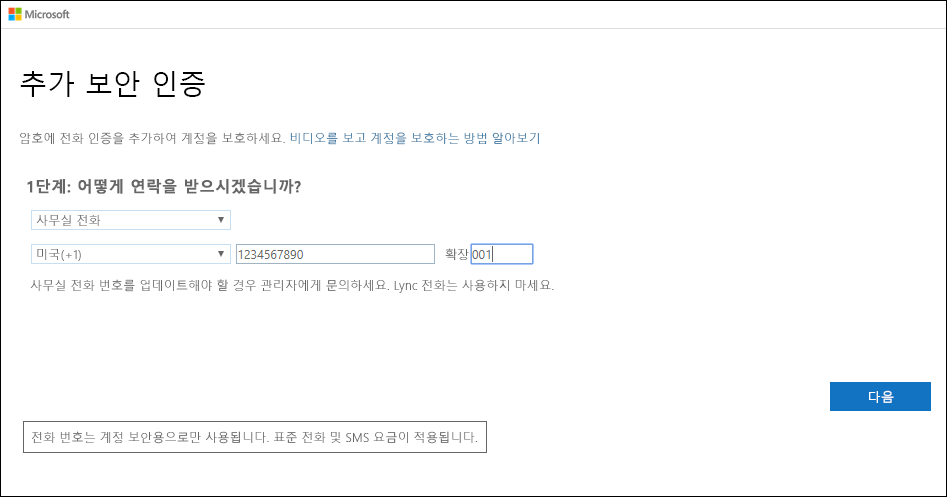 Microsoft
추가 보안 인증
암호에 전화 인증을 추가하여 계정을 보호하세요. 비디오를 보고 계정을 보호하는 방법 알아보기
1단계: 어떻게 연락을 받으시겠습니까?
사무실 전화
미국(+1) 1234567890 확장 001
사무실 전화 번호를 업데이트해야 할 경우 관리자에게 문의하세요. Lync 전화는 사용하지 마세요.
다음
전화 번호는 계정 보안용으로만 사용됩니다. 표준 전화 및 SMS 요금이 적용됩니다.